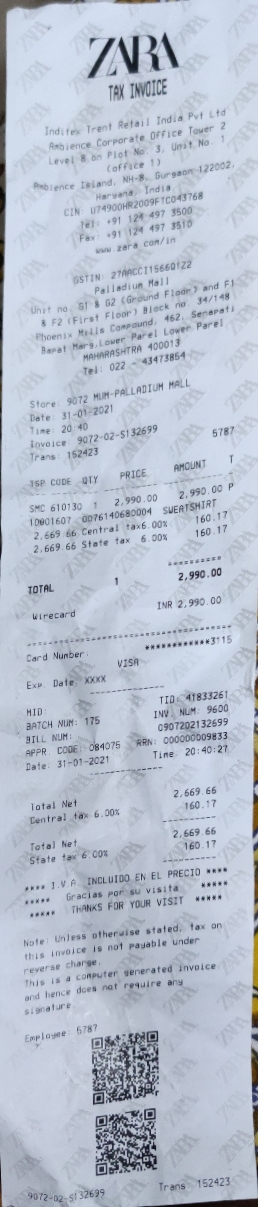 ZARA
TAX INVOICE
Inditex Trent Retail India Pvt Ltd
Ambience Corporate Office Tower 2
Level 8 on Plot No. 3, Unit No. 1
(office 1)
Ambience Island, NH-8, Gurgaon 122002,
Haryana, India
CIN: U74900HR2009FTC043768
Tel: +91 124 497 3500
Fax: +91 124 497 3510
www.zara.com/in
GSTIN: 27AACCI1566Q1Z2
Palladium Mall
Unit no. G1 & G2 (Ground Floor) and F1
& F2 (First Floor) Block no 34/148
Phoenix Mills Compound, 462, Senapati
Bapat Marg,Lower Parel Lower Parel
MAHARASHTRA 400013
Tel: 022 - 43473854
Store: 9072 MUM-PALLADIUM MALL
Date: 31-01-2021
Time: 20:40
Invoice: 9072-02-S132699 5787
Trans: 152423
ISP CODE QTY PRICE AMOUNT T
SMC 610130 1 2,990.00 2,990.00 P
10001607 0076140680004 SWEATSHIRT
2,669.66 Central tax6.00% 160.17
2,669.66 State tax 6.00% 160.17
==========
TOTAL 1 2,990.00
Wirecard INR 2,990.00
Card Number: ************3115
VISA
Exp. Date: XXXX
MID: TID: 41833261
BATCH NUM: 175 INV. NUM: 9600
BILL NUM: 0907202132699
APPR. CODE: 084075 RRN: 000000009833
Date: 31-01-2021 Time: 20:40:27
Total Net 2,669.66
Central tax 6.00% 160.17
Total Net 2,669.66
State tax 6.00% 160.17
**** I.V.A. INCLUIDO EN EL PRECIO ****
***** Gracias por su visita *****
***** THANKS FOR YOUR VISIT *****
Note: Unless otherwise stated, tax on
this invoice is not payable under
reverse charge.
This is a computer generated invoice
and hence does not require any
signature.
Employee: 5787
9072-02-S132699 Trans: 152423